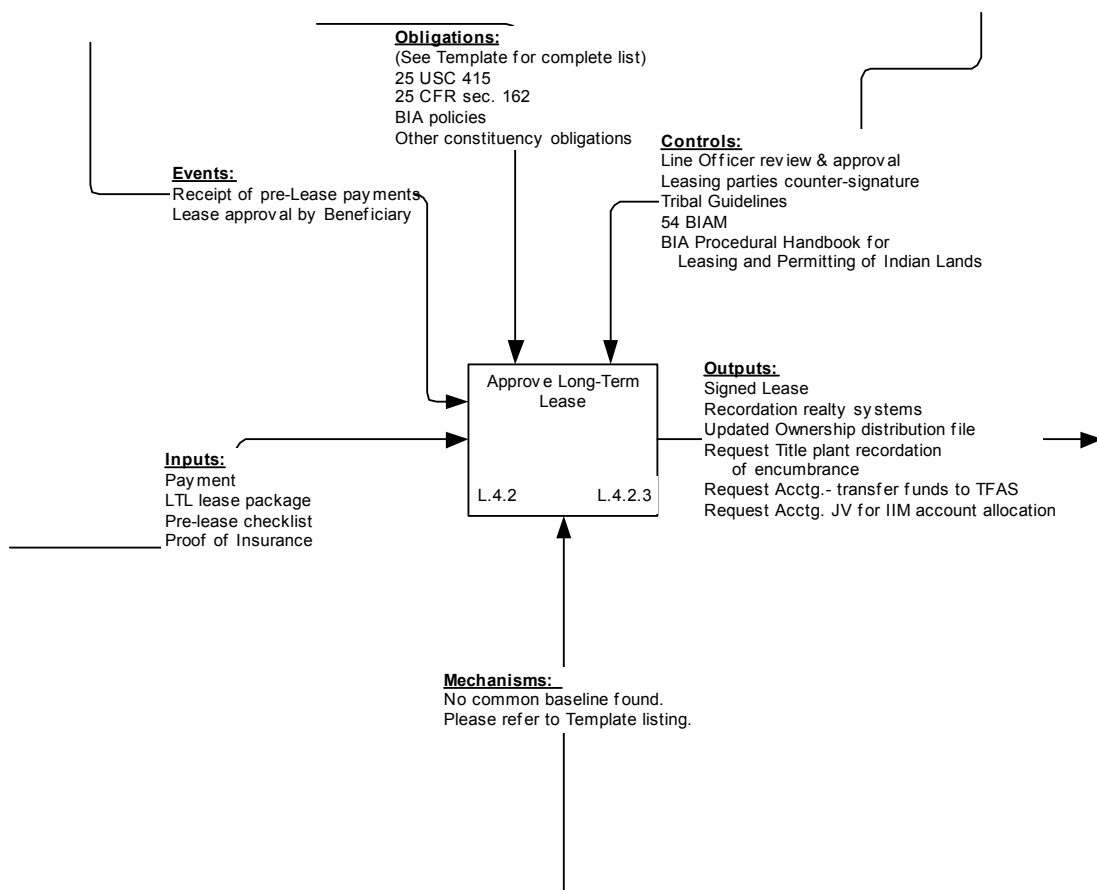 Obligations:
(See Template for complete list)
25 USC 415
25 CFR sec. 162
BIA policies
Other constituency obligations
Controls:
Line Officer review & approval
Leasing parties counter-signature
Tribal Guidelines
54 BIAM
BIA Procedural Handbook for
Leasing and Permitting of Indian Lands
Events:
Receipt of pre-Lease payments
Lease approval by Beneficiary
Approve Long-Term
Lease
L.4.2 L.4.2.3
Inputs:
Payment
LTL lease package
Pre-lease checklist
Proof of Insurance
Outputs:
Signed Lease
Recordation realty systems
Updated Ownership distribution file
Request Title plant recordation
of encumbrance
Request Acctg.- transfer funds to TFAS
Request Acctg. JV for IIM account allocation
Mechanisms:
No common baseline found.
Please refer to Template listing.